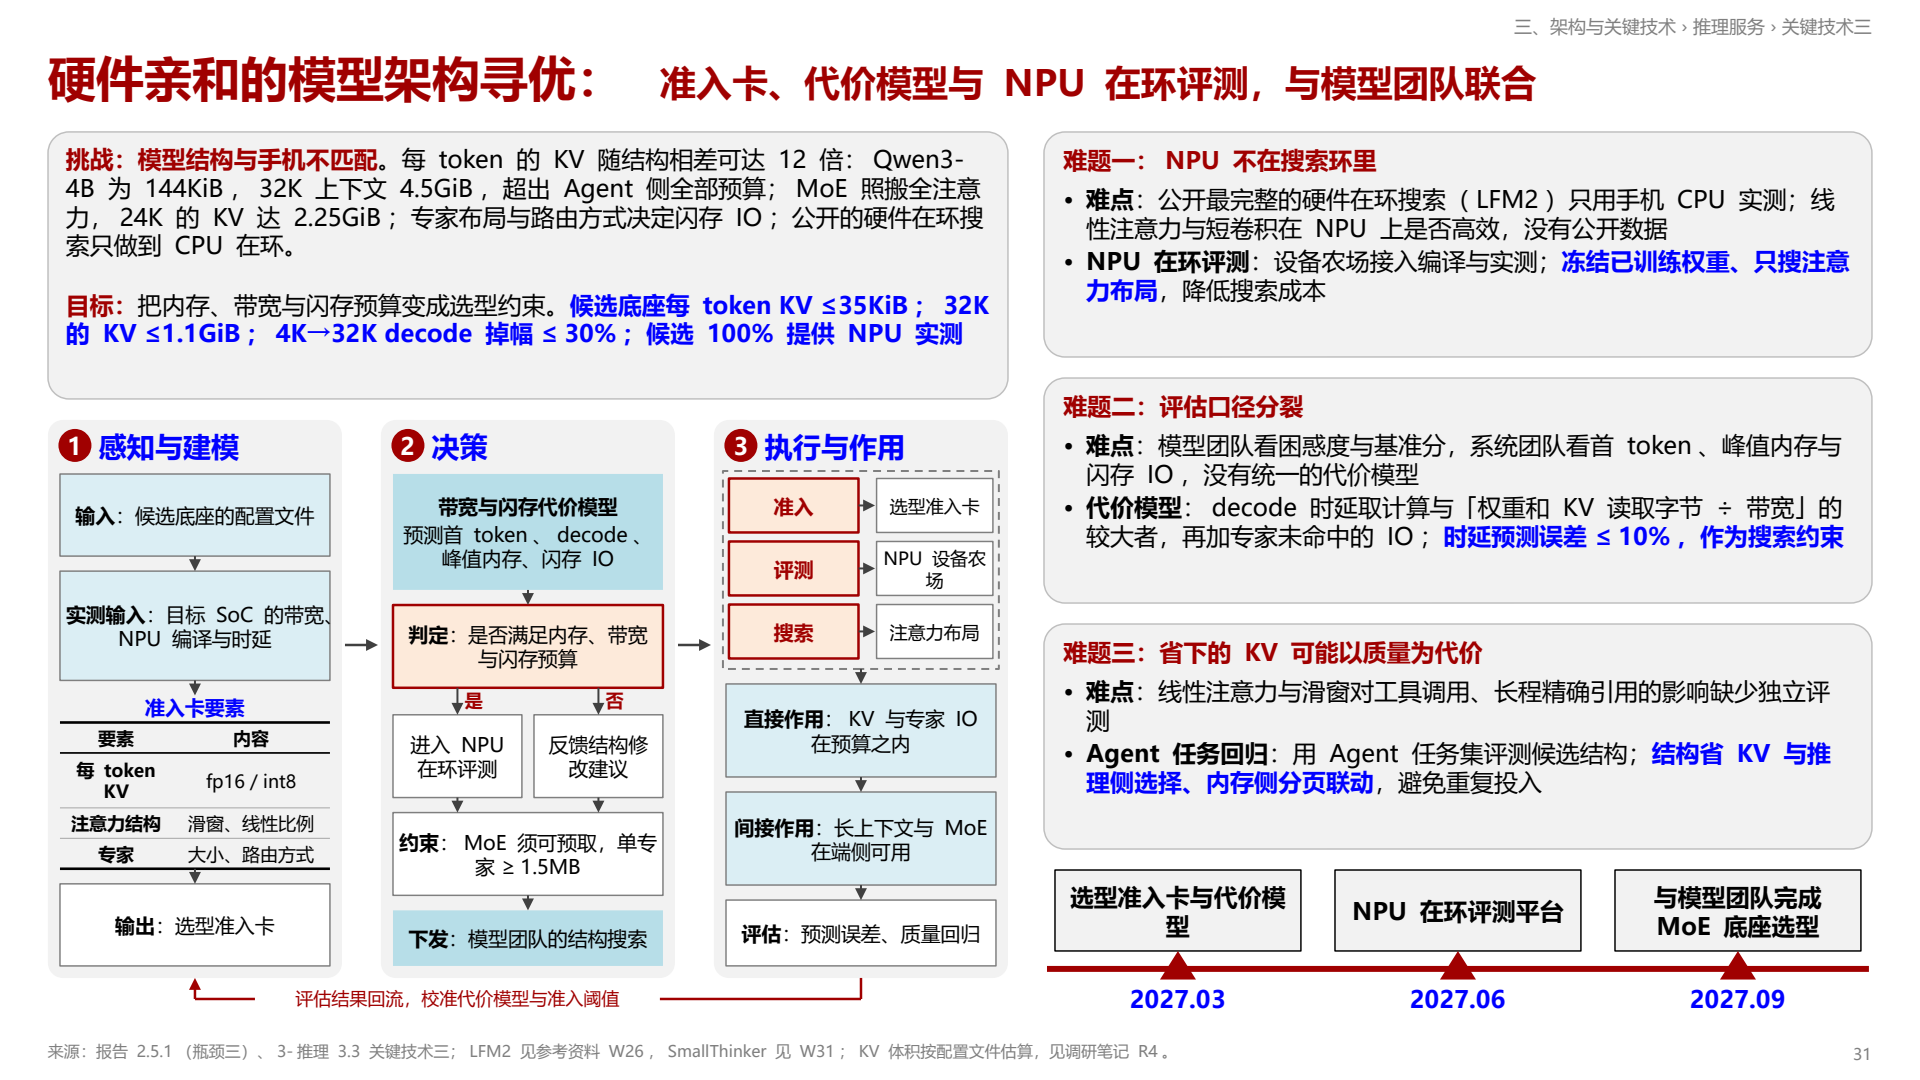 三、架构与关键技术 › 推理服务 › 关键技术三
硬件亲和的模型架构寻优： 准入卡、代价模型与 NPU 在环评测，与模型团队联合
挑战：模型结构与手机不匹配。每 token 的 KV 随结构相差可达 12 倍： Qwen3-
4B 为 144KiB ， 32K 上下文 4.5GiB ，超出 Agent 侧全部预算； MoE 照搬全注意
力， 24K 的 KV 达 2.25GiB ；专家布局与路由方式决定闪存 IO ；公开的硬件在环搜
索只做到 CPU 在环。
目标：把内存、带宽与闪存预算变成选型约束。候选底座每 token KV ≤35KiB ； 32K
的 KV ≤1.1GiB ； 4K→32K decode 掉幅 ≤ 30% ；候选 100% 提供 NPU 实测
1 感知与建模
输入：候选底座的配置文件
实测输入：目标 SoC 的带宽、
NPU 编译与时延
准入卡要素
要素 内容
每 token
KV
fp16 / int8
注意力结构 滑窗、线性比例
专家 大小、路由方式
输出：选型准入卡
2 决策
带宽与闪存代价模型
预测首 token 、 decode 、
峰值内存、闪存 IO
判定：是否满足内存、带宽
与闪存预算
是
否
进入 NPU
在环评测
反馈结构修
改建议
约束： MoE 须可预取，单专
家 ≥ 1.5MB
下发：模型团队的结构搜索
3 执行与作用
准入 选型准入卡
评测
NPU 设备农
场
搜索 注意力布局
直接作用： KV 与专家 IO
在预算之内
间接作用：长上下文与 MoE
在端侧可用
评估：预测误差、质量回归
评估结果回流，校准代价模型与准入阈值
难题一： NPU 不在搜索环里
• 难点：公开最完整的硬件在环搜索（ LFM2 ）只用手机 CPU 实测；线
性注意力与短卷积在 NPU 上是否高效，没有公开数据
• NPU 在环评测：设备农场接入编译与实测；冻结已训练权重、只搜注意
力布局，降低搜索成本
难题二：评估口径分裂
• 难点：模型团队看困惑度与基准分，系统团队看首 token 、峰值内存与
闪存 IO ，没有统一的代价模型
• 代价模型： decode 时延取计算与「权重和 KV 读取字节 ÷ 带宽」的
较大者，再加专家未命中的 IO ；时延预测误差 ≤ 10% ，作为搜索约束
难题三：省下的 KV 可能以质量为代价
• 难点：线性注意力与滑窗对工具调用、长程精确引用的影响缺少独立评
测
• Agent 任务回归：用 Agent 任务集评测候选结构；结构省 KV 与推
理侧选择、内存侧分页联动，避免重复投入
选型准入卡与代价模
型
NPU 在环评测平台
与模型团队完成
MoE 底座选型
2027.03
2027.06
2027.09
来源：报告 2.5.1 （瓶颈三）、 3- 推理 3.3 关键技术三； LFM2 见参考资料 W26 ， SmallThinker 见 W31 ； KV 体积按配置文件估算，见调研笔记 R4 。
31